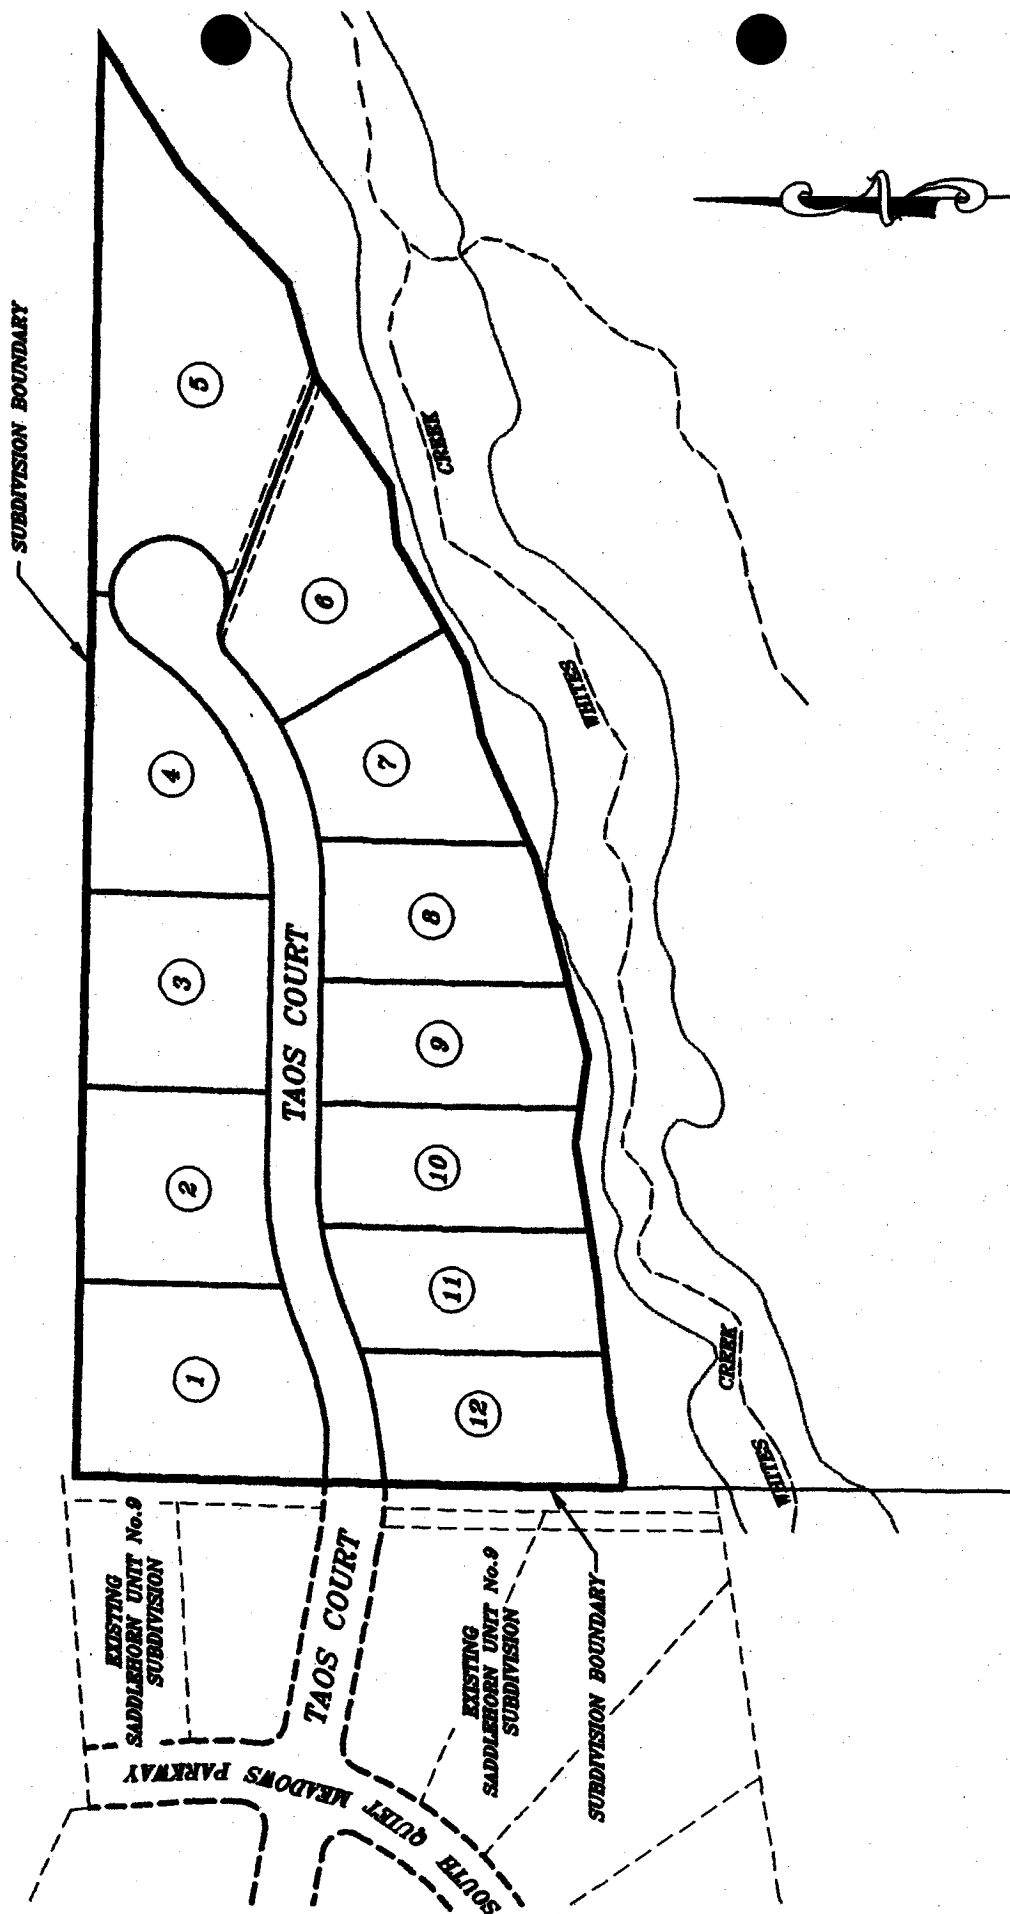 SUBDIVISION BOUNDARY
5
6
CREEK
WHITES
4
7
8
3
TAOS COURT
9
2
10
11
1
12
CREEK
WHITES
EXISTING
SADDLEHORN UNIT No.9
SUBDIVISION
TAOS COURT
EXISTING
SADDLEHORN UNIT No.9
SUBDIVISION
SUBDIVISION BOUNDARY
SOUTH QUIET MEADOWS PARKWAY